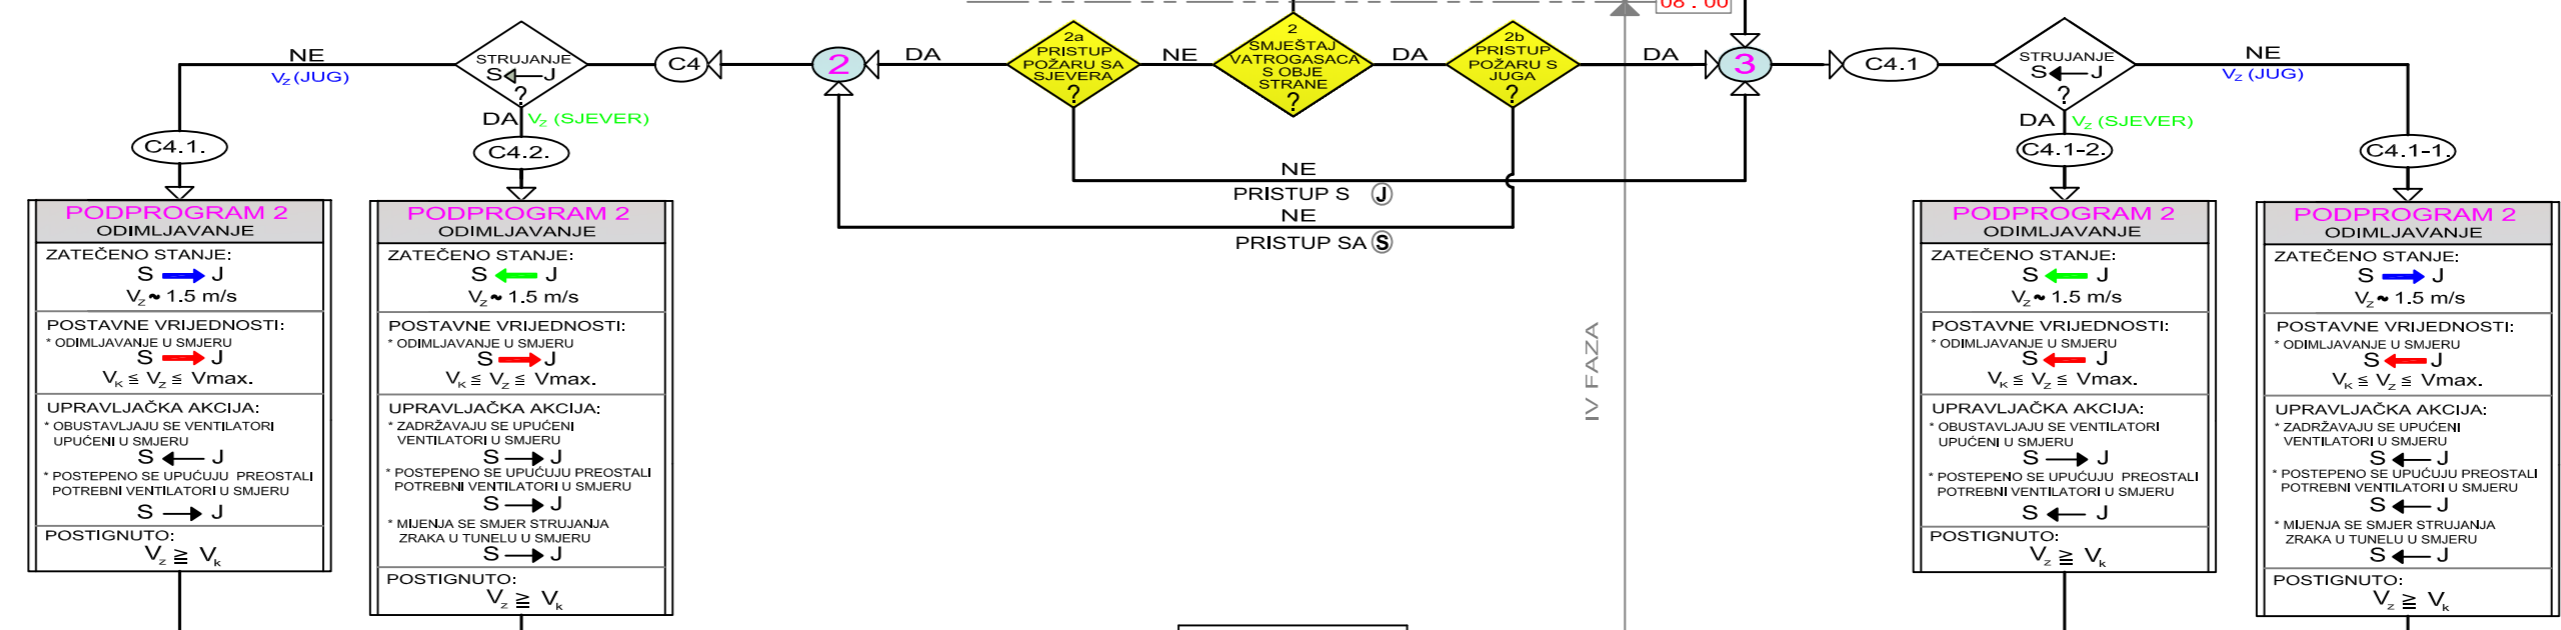 08 : 00
NE
V_Z (JUG)
STRUJANJE
S ← J
?
DA
V_Z (SJEVER)
C4
2
DA
2a
PRISTUP
POŽARU SA
SJEVERA
?
NE
2
SMJEŠTAJ
VATROGASACA
S OBJE
STRANE
?
DA
2b
PRISTUP
POŽARU S
JUGA
?
DA
3
C4.1
STRUJANJE
S ← J
?
NE
V_Z (JUG)
DA
V_Z (SJEVER)
C4.1.
C4.2.
C4.1-2.
C4.1-1.
NE
PRISTUP S J
NE
PRISTUP SA S
IV FAZA
PODPROGRAM 2
ODIMLJAVANJE
ZATEČENO STANJE:
S → J
V_Z ~ 1.5 m/s
POSTAVNE VRIJEDNOSTI:
* ODIMLJAVANJE U SMJERU
S → J
V_K ≦ V_Z ≦ Vmax.
UPRAVLJAČKA AKCIJA:
* OBUSTAVLJAJU SE VENTILATORI
UPUĆENI U SMJERU
S ← J
* POSTEPENO SE UPUĆUJU PREOSTALI
POTREBNI VENTILATORI U SMJERU
S → J
POSTIGNUTO:
V_z ≧ V_k
PODPROGRAM 2
ODIMLJAVANJE
ZATEČENO STANJE:
S ← J
V_Z ~ 1.5 m/s
POSTAVNE VRIJEDNOSTI:
* ODIMLJAVANJE U SMJERU
S → J
V_K ≦ V_Z ≦ Vmax.
UPRAVLJAČKA AKCIJA:
* ZADRŽAVAJU SE UPUĆENI
VENTILATORI U SMJERU
S → J
* POSTEPENO SE UPUĆUJU PREOSTALI
POTREBNI VENTILATORI U SMJERU
S → J
* MIJENJA SE SMJER STRUJANJA
ZRAKA U TUNELU U SMJERU
S → J
POSTIGNUTO:
V_z ≧ V_k
PODPROGRAM 2
ODIMLJAVANJE
ZATEČENO STANJE:
S ← J
V_Z ~ 1.5 m/s
POSTAVNE VRIJEDNOSTI:
* ODIMLJAVANJE U SMJERU
S ← J
V_K ≦ V_Z ≦ Vmax.
UPRAVLJAČKA AKCIJA:
* OBUSTAVLJAJU SE VENTILATORI
UPUĆENI U SMJERU
S → J
* POSTEPENO SE UPUĆUJU PREOSTALI
POTREBNI VENTILATORI U SMJERU
S ← J
POSTIGNUTO:
V_z ≧ V_k
PODPROGRAM 2
ODIMLJAVANJE
ZATEČENO STANJE:
S → J
V_Z ~ 1.5 m/s
POSTAVNE VRIJEDNOSTI:
* ODIMLJAVANJE U SMJERU
S ← J
V_K ≦ V_Z ≦ Vmax.
UPRAVLJAČKA AKCIJA:
* ZADRŽAVAJU SE UPUĆENI
VENTILATORI U SMJERU
S ← J
* POSTEPENO SE UPUĆUJU PREOSTALI
POTREBNI VENTILATORI U SMJERU
S ← J
* MIJENJA SE SMJER STRUJANJA
ZRAKA U TUNELU U SMJERU
S ← J
POSTIGNUTO:
V_z ≧ V_k